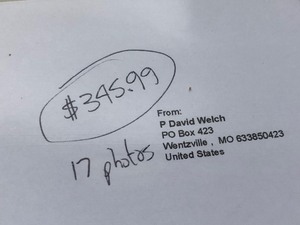 $345.99
17 photos
From:
P David Welch
PO Box 423
Wentzville , MO 633850423
United States